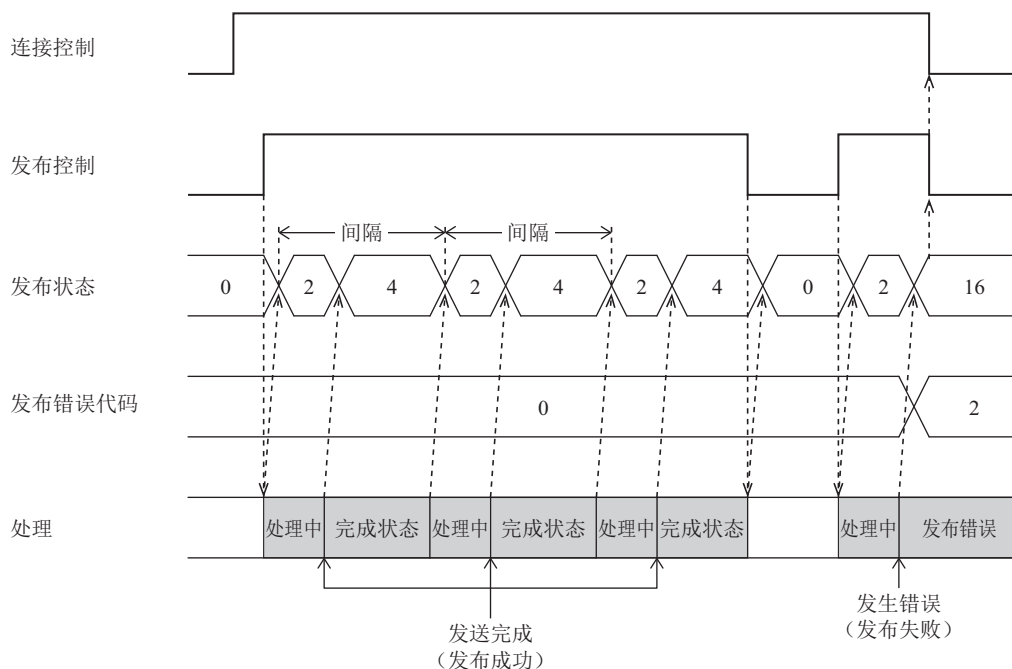 连接控制
发布控制
间隔 间隔
发布状态 0 2 4 2 4 2 4 0 2 16
发布错误代码 0 2
处理 处理中 完成状态 处理中 完成状态 处理中 完成状态 处理中 发布错误
发送完成
（发布成功）
发生错误
（发布失败）